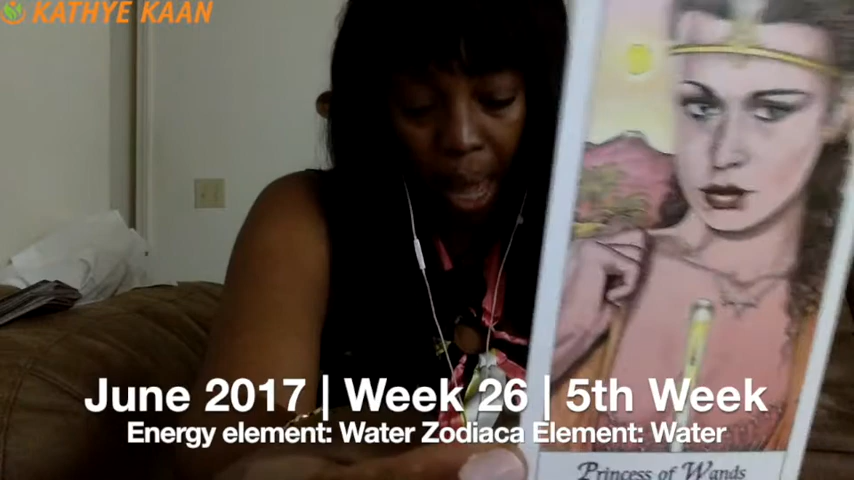 KATHYE KAAN
June 2017 | Week 26 | 5th Week
Energy element: Water Zodiaca Element: Water
Princess of Wands